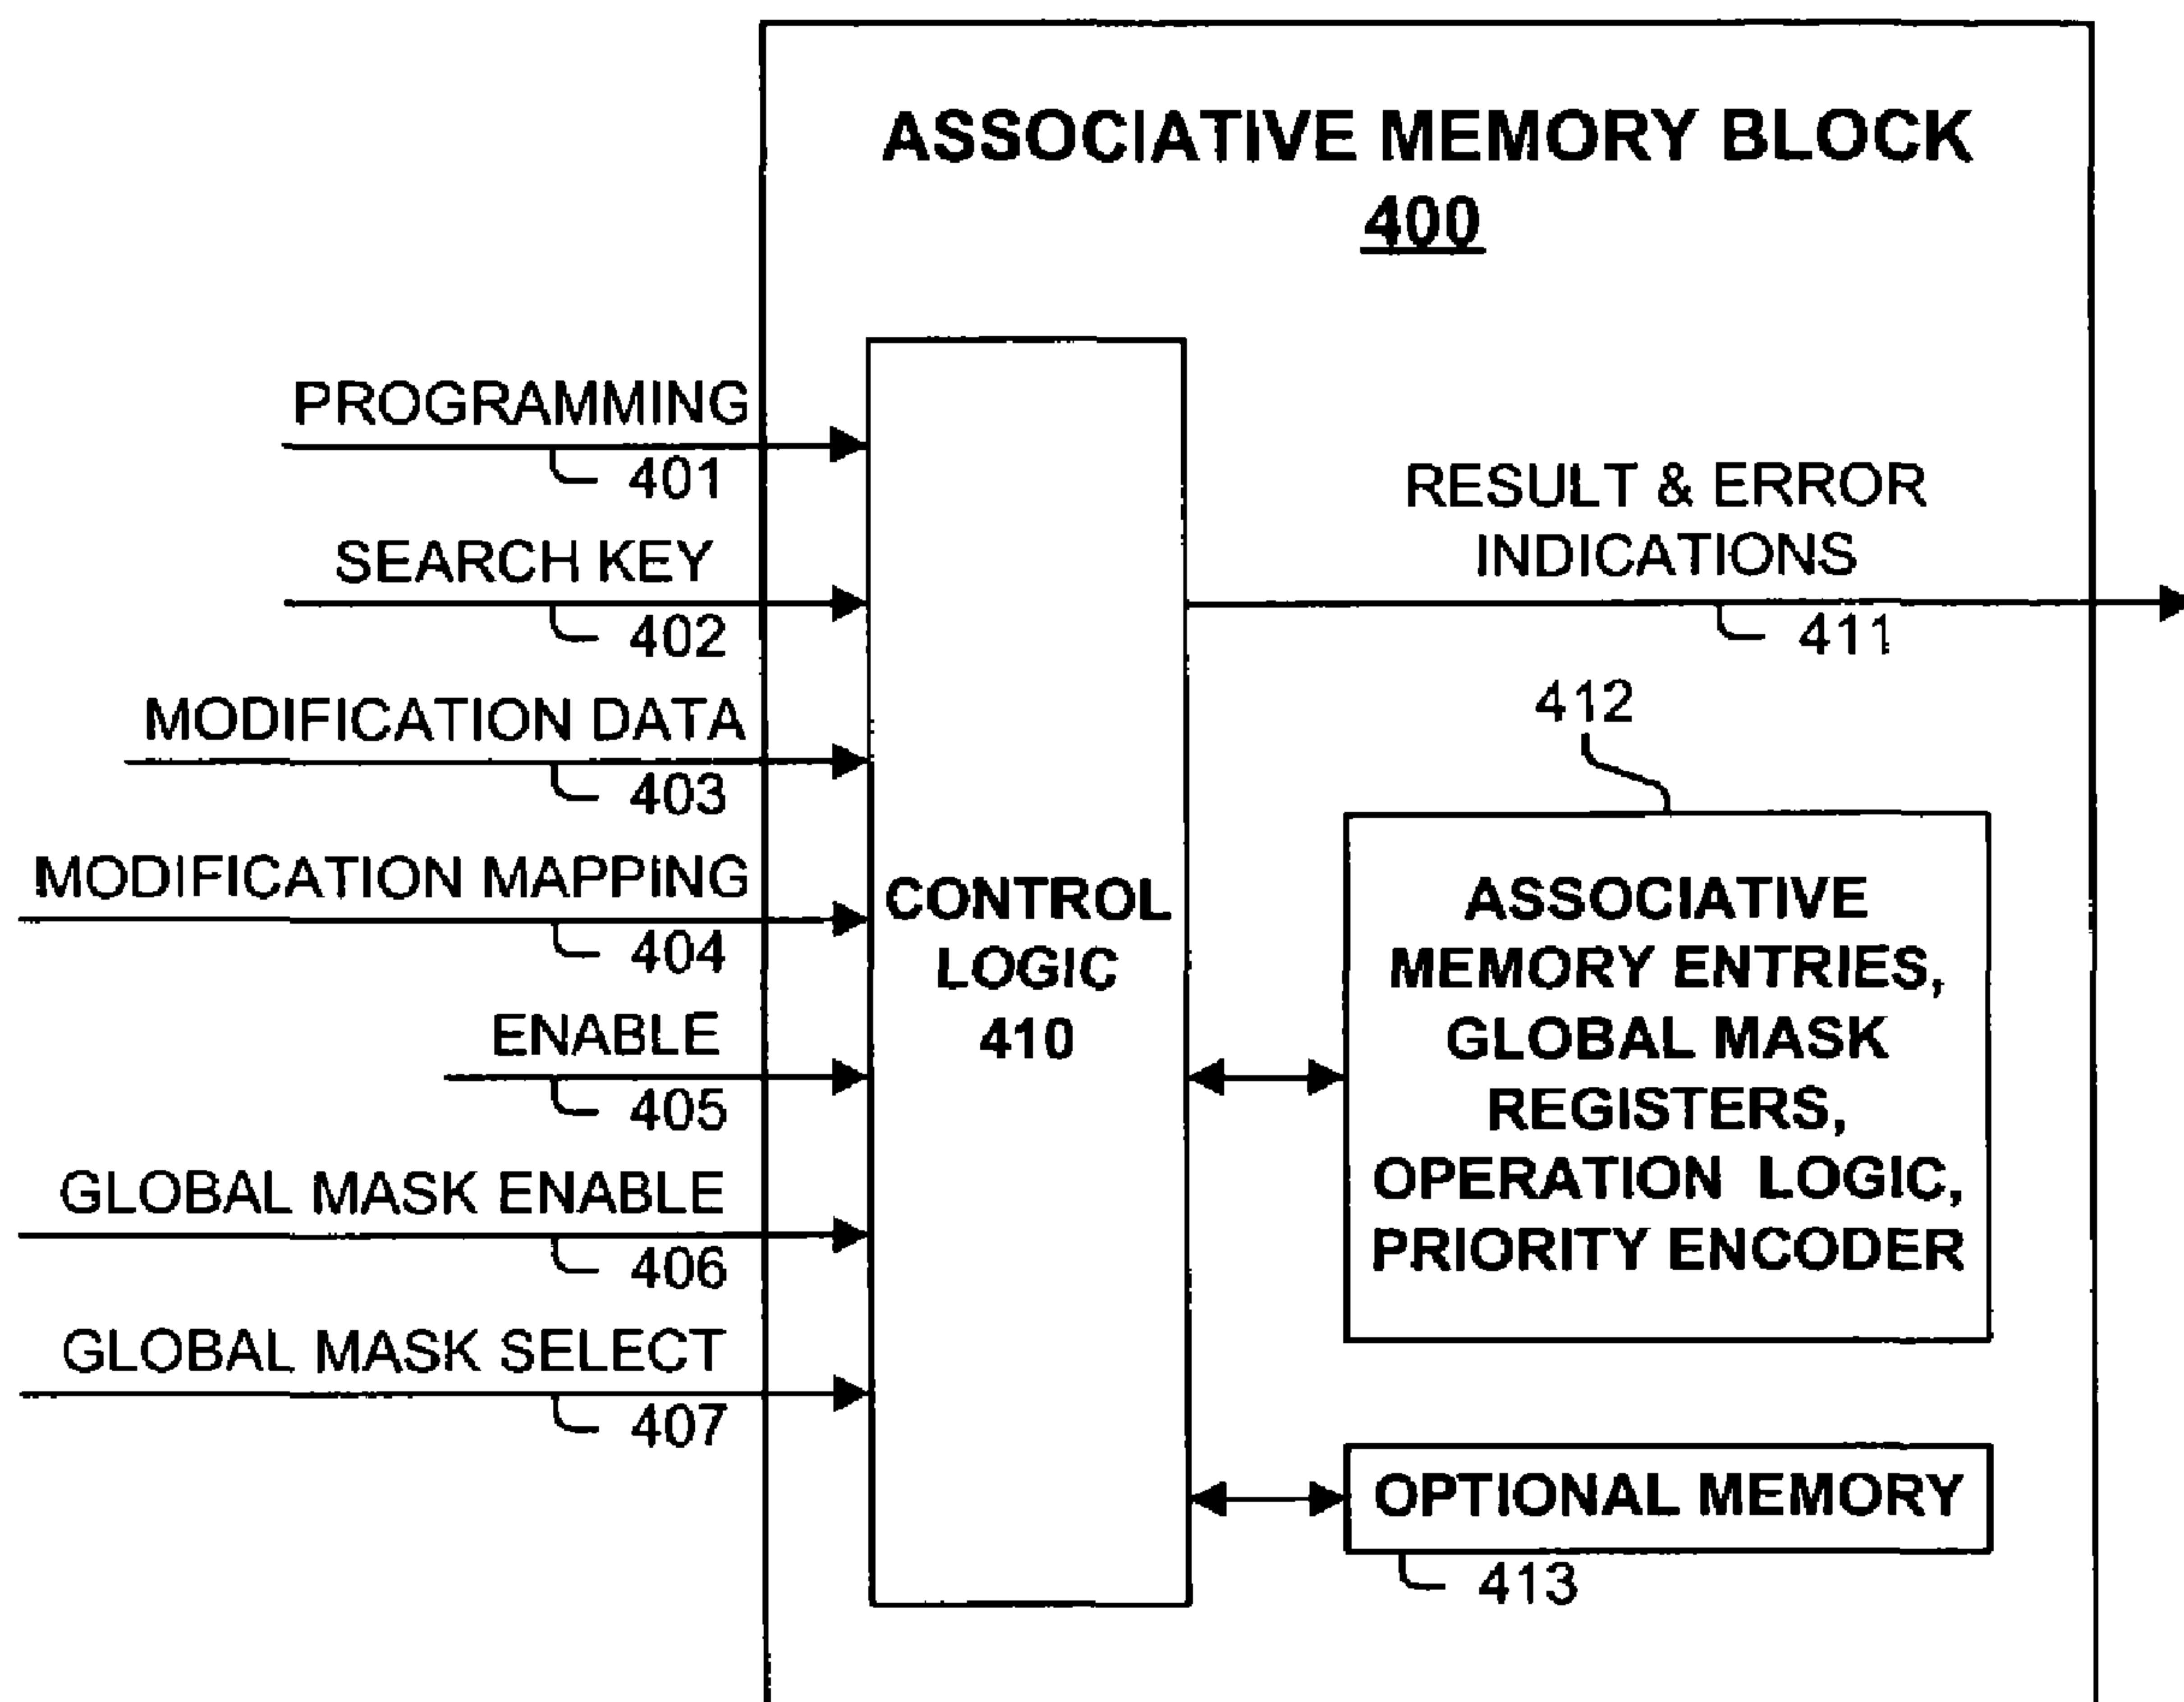 ASSOCIATIVE MEMORY BLOCK
400
PROGRAMMING
401
SEARCH KEY
402
MODIFICATION DATA
403
MODIFICATION MAPPING
404
ENABLE
405
GLOBAL MASK ENABLE
406
GLOBAL MASK SELECT
407
CONTROL
LOGIC
410
RESULT & ERROR
INDICATIONS
411
412
ASSOCIATIVE
MEMORY ENTRIES,
GLOBAL MASK
REGISTERS,
OPERATION LOGIC,
PRIORITY ENCODER
OPTIONAL MEMORY
413